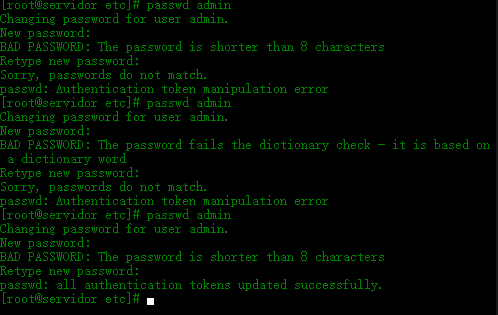 [root@servidor etc]# passwd admin
Changing password for user admin.
New password:
BAD PASSWORD: The password is shorter than 8 characters
Retype new password:
Sorry, passwords do not match.
passwd: Authentication token manipulation error
[root@servidor etc]# passwd admin
Changing password for user admin.
New password:
BAD PASSWORD: The password fails the dictionary check - it is based on
 a dictionary word
Retype new password:
Sorry, passwords do not match.
passwd: Authentication token manipulation error
[root@servidor etc]# passwd admin
Changing password for user admin.
New password:
BAD PASSWORD: The password is shorter than 8 characters
Retype new password:
passwd: all authentication tokens updated successfully.
[root@servidor etc]#